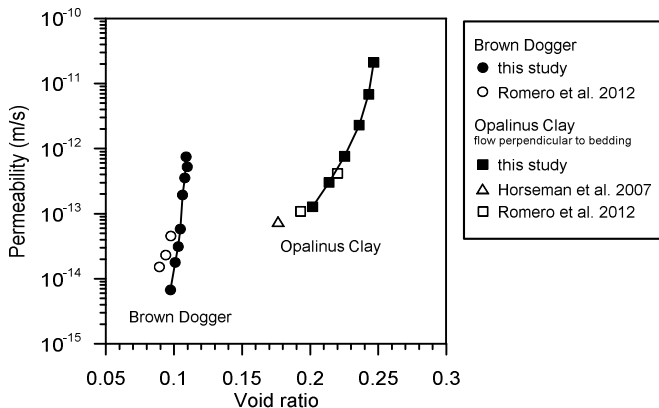 10⁻¹⁰
10⁻¹¹
10⁻¹²
10⁻¹³
10⁻¹⁴
10⁻¹⁵
Permeability (m/s)
Opalinus Clay
Brown Dogger
0.05 0.1 0.15 0.2 0.25 0.3
Void ratio
Brown Dogger
this study
Romero et al. 2012
Opalinus Clay
flow perpendicular to bedding
this study
Horseman et al. 2007
Romero et al. 2012